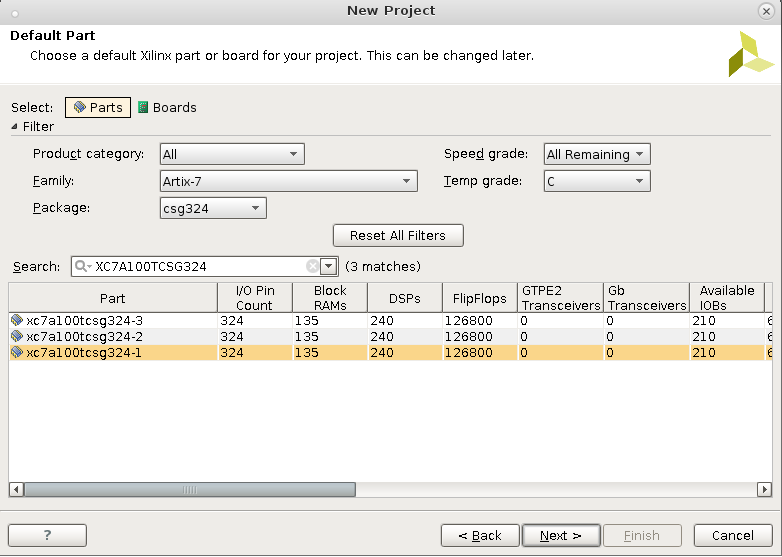 New Project
Default Part
Choose a default Xilinx part or board for your project. This can be changed later.
Select: Parts Boards
Filter
Product category: All Speed grade: All Remaining
Family: Artix-7 Temp grade: C
Package: csg324
Reset All Filters
Search: XC7A100TCSG324 (3 matches)
Part I/O Pin Count Block RAMs DSPs FlipFlops GTPE2 Transceivers Gb Transceivers Available IOBs
xc7a100tcsg324-3 324 135 240 126800 0 0 210
xc7a100tcsg324-2 324 135 240 126800 0 0 210
xc7a100tcsg324-1 324 135 240 126800 0 0 210
? < Back Next > Finish Cancel